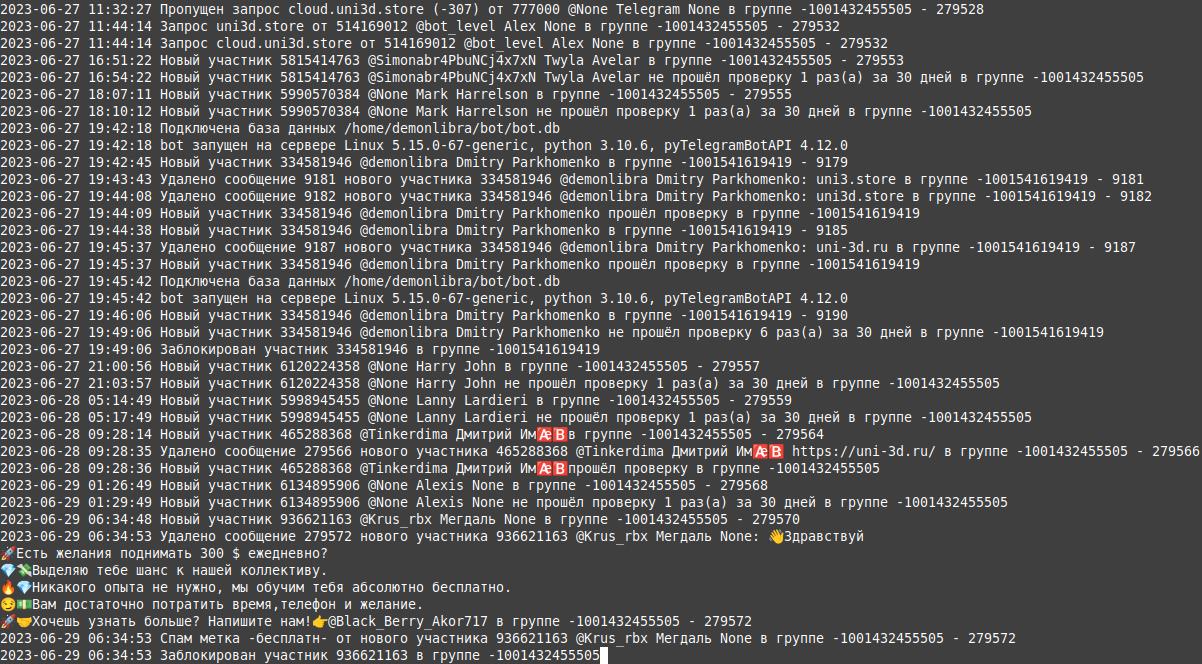 2023-06-27 11:32:27 Пропущен запрос cloud.uni3d.store (-307) от 777000 @None Telegram None в группе -1001432455505 - 279528
2023-06-27 11:44:14 Запрос uni3d.store от 514169012 @bot_level Alex None в группе -1001432455505 - 279532
2023-06-27 11:44:14 Запрос cloud.uni3d.store от 514169012 @bot_level Alex None в группе -1001432455505 - 279532
2023-06-27 16:51:22 Новый участник 5815414763 @Simonabr4PbuNCj4x7xN Twyla Avelar в группе -1001432455505 - 279553
2023-06-27 16:54:22 Новый участник 5815414763 @Simonabr4PbuNCj4x7xN Twyla Avelar не прошёл проверку 1 раз(а) за 30 дней в группе -1001432455505
2023-06-27 18:07:11 Новый участник 5990570384 @None Mark Harrelson в группе -1001432455505 - 279555
2023-06-27 18:10:12 Новый участник 5990570384 @None Mark Harrelson не прошёл проверку 1 раз(а) за 30 дней в группе -1001432455505
2023-06-27 19:42:18 Подключена база данных /home/demonlibra/bot/bot.db
2023-06-27 19:42:18 bot запущен на сервере Linux 5.15.0-67-generic, python 3.10.6, pyTelegramBotAPI 4.12.0
2023-06-27 19:42:45 Новый участник 334581946 @demonlibra Dmitry Parkhomenko в группе -1001541619419 - 9179
2023-06-27 19:43:43 Удалено сообщение 9181 нового участника 334581946 @demonlibra Dmitry Parkhomenko: uni3.store в группе -1001541619419 - 9181
2023-06-27 19:44:08 Удалено сообщение 9182 нового участника 334581946 @demonlibra Dmitry Parkhomenko: uni3d.store в группе -1001541619419 - 9182
2023-06-27 19:44:09 Новый участник 334581946 @demonlibra Dmitry Parkhomenko прошёл проверку в группе -1001541619419
2023-06-27 19:44:38 Новый участник 334581946 @demonlibra Dmitry Parkhomenko в группе -1001541619419 - 9185
2023-06-27 19:45:37 Удалено сообщение 9187 нового участника 334581946 @demonlibra Dmitry Parkhomenko: uni-3d.ru в группе -1001541619419 - 9187
2023-06-27 19:45:37 Новый участник 334581946 @demonlibra Dmitry Parkhomenko прошёл проверку в группе -1001541619419
2023-06-27 19:45:42 Подключена база данных /home/demonlibra/bot/bot.db
2023-06-27 19:45:42 bot запущен на сервере Linux 5.15.0-67-generic, python 3.10.6, pyTelegramBotAPI 4.12.0
2023-06-27 19:46:06 Новый участник 334581946 @demonlibra Dmitry Parkhomenko в группе -1001541619419 - 9190
2023-06-27 19:49:06 Новый участник 334581946 @demonlibra Dmitry Parkhomenko не прошёл проверку 6 раз(а) за 30 дней в группе -1001541619419
2023-06-27 19:49:06 Заблокирован участник 334581946 в группе -1001541619419
2023-06-27 21:00:56 Новый участник 6120224358 @None Harry John в группе -1001432455505 - 279557
2023-06-27 21:03:57 Новый участник 6120224358 @None Harry John не прошёл проверку 1 раз(а) за 30 дней в группе -1001432455505
2023-06-28 05:14:49 Новый участник 5998945455 @None Lanny Lardieri в группе -1001432455505 - 279559
2023-06-28 05:17:49 Новый участник 5998945455 @None Lanny Lardieri не прошёл проверку 1 раз(а) за 30 дней в группе -1001432455505
2023-06-28 09:28:14 Новый участник 465288368 @Tinkerdima Дмитрий Им🆎🅱в группе -1001432455505 - 279564
2023-06-28 09:28:35 Удалено сообщение 279566 нового участника 465288368 @Tinkerdima Дмитрий Им🆎🅱 https://uni-3d.ru/ в группе -1001432455505 - 279566
2023-06-28 09:28:36 Новый участник 465288368 @Tinkerdima Дмитрий Им🆎🅱прошёл проверку в группе -1001432455505
2023-06-29 01:26:49 Новый участник 6134895906 @None Alexis None в группе -1001432455505 - 279568
2023-06-29 01:29:49 Новый участник 6134895906 @None Alexis None не прошёл проверку 1 раз(а) за 30 дней в группе -1001432455505
2023-06-29 06:34:48 Новый участник 936621163 @Krus_rbx Мегдаль None в группе -1001432455505 - 279570
2023-06-29 06:34:53 Удалено сообщение 279572 нового участника 936621163 @Krus_rbx Мегдаль None: 👋Здравствуй
🚀Есть желания поднимать 300 $ ежедневно?
💎💸Выделяю тебе шанс к нашей коллективу.
🔥💎Никакого опыта не нужно, мы обучим тебя абсолютно бесплатно.
😏💵Вам достаточно потратить время,телефон и желание.
🚀🤝Хочешь узнать больше? Напишите нам!👉@Black_Berry_Akor717 в группе -1001432455505 - 279572
2023-06-29 06:34:53 Спам метка -бесплатн- от нового участника 936621163 @Krus_rbx Мегдаль None в группе -1001432455505 - 279572
2023-06-29 06:34:53 Заблокирован участник 936621163 в группе -1001432455505